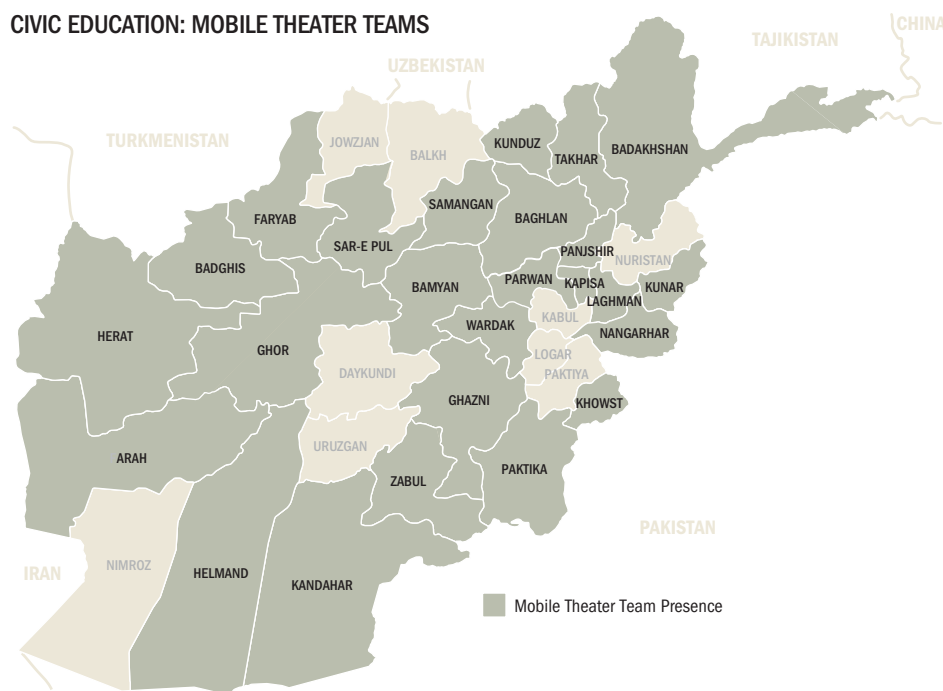 CIVIC EDUCATION: MOBILE THEATER TEAMS
CHINA
TAJIKISTAN
UZBEKISTAN
TURKMENISTAN
JOWZJAN
BALKH
KUNDUZ
TAKHAR
BADAKHSHAN
FARYAB
SAR-E PUL
SAMANGAN
BAGHLAN
PANJSHIR
NURISTAN
BADGHIS
BAMYAN
PARWAN
KAPISA
KUNAR
LAGHMAN
KABUL
WARDAK
NANGARHAR
HERAT
GHOR
LOGAR
DAYKUNDI
PAKTIYA
GHAZNI
KHOWST
URUZGAN
ARAH
ZABUL
PAKTIKA
PAKISTAN
IRAN
NIMROZ
HELMAND
KANDAHAR
Mobile Theater Team Presence